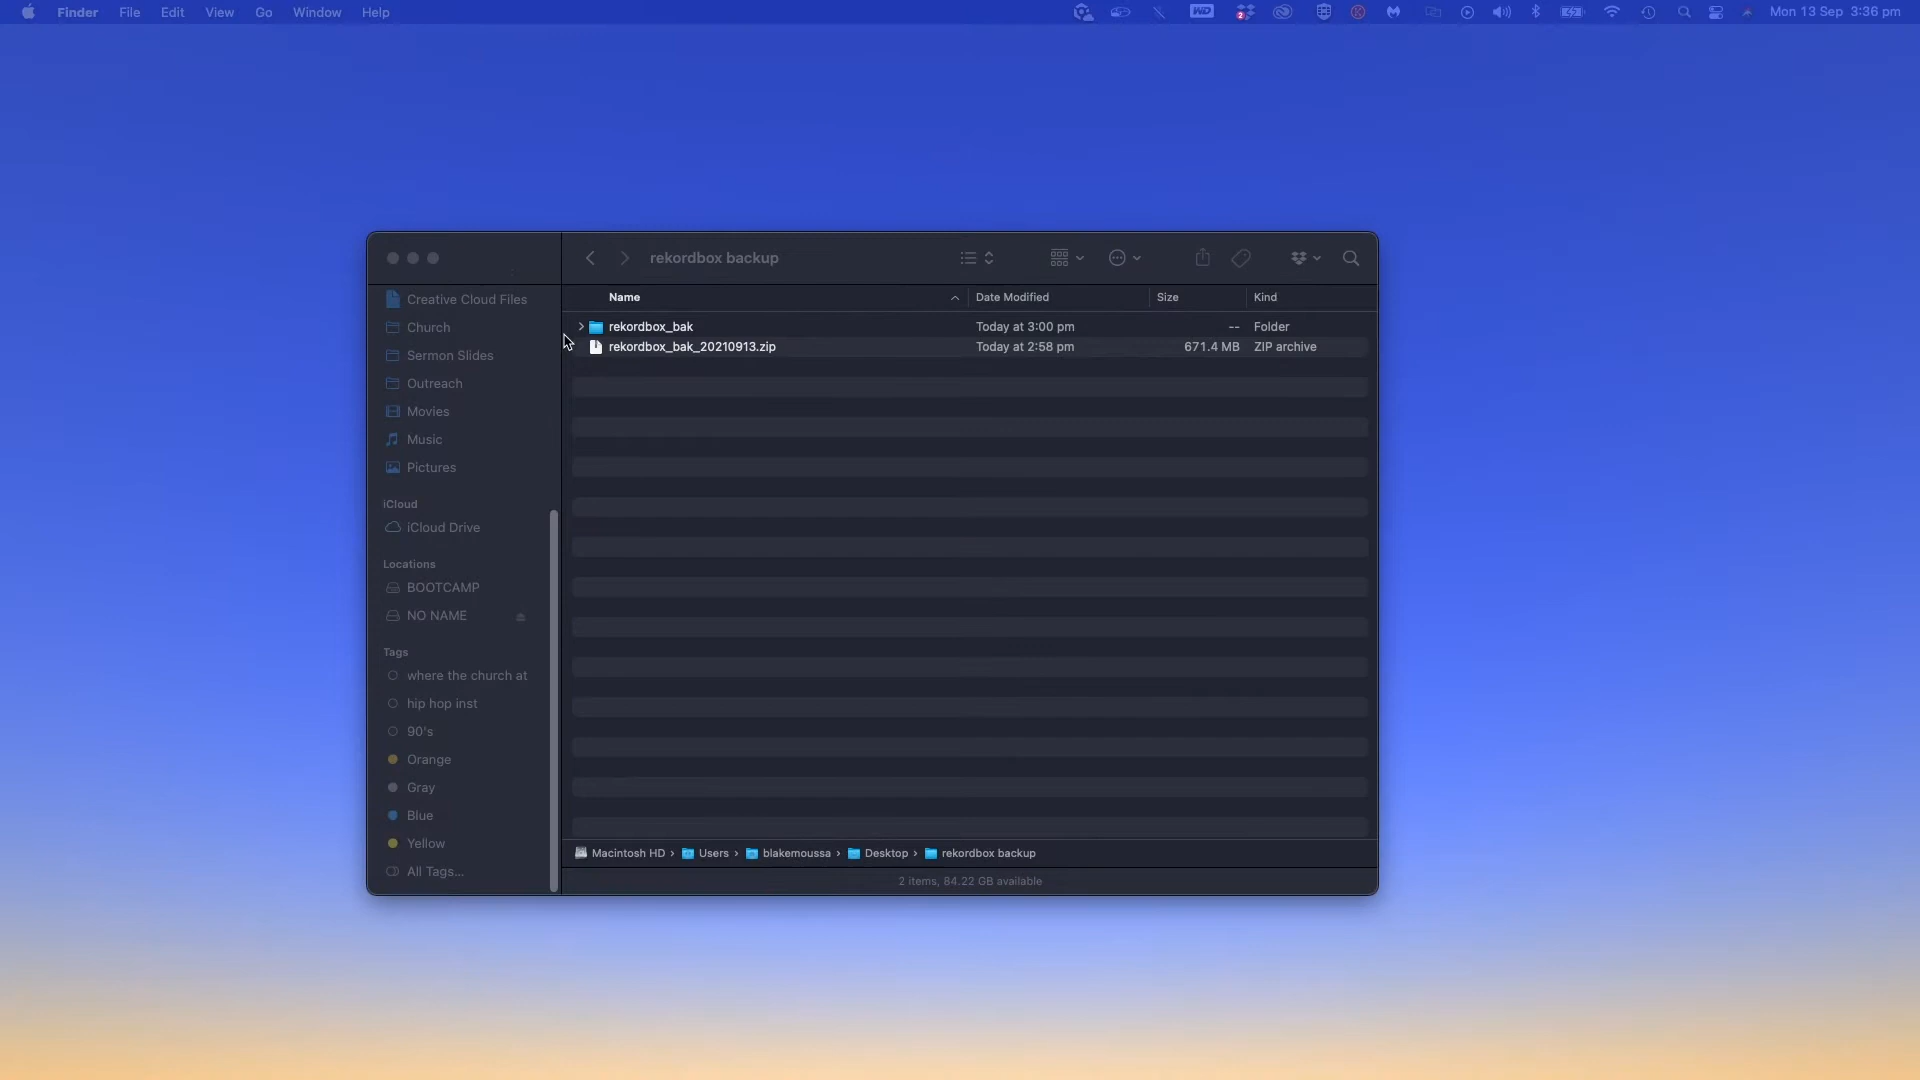 Finder File Edit View Go Window Help
WD
2
Mon 13 Sep 3:36 pm
rekordbox backup
Name Date Modified Size Kind
rekordbox_bak Today at 3:00 pm -- Folder
rekordbox_bak_20210913.zip Today at 2:58 pm 671.4 MB ZIP archive
Creative Cloud Files
Church
Sermon Slides
Outreach
Movies
Music
Pictures
iCloud
iCloud Drive
Locations
BOOTCAMP
NO NAME
Tags
where the church at
hip hop inst
90's
Orange
Gray
Blue
Yellow
All Tags...
Macintosh HD › Users › blakemoussa › Desktop › rekordbox backup
2 items, 84.22 GB available